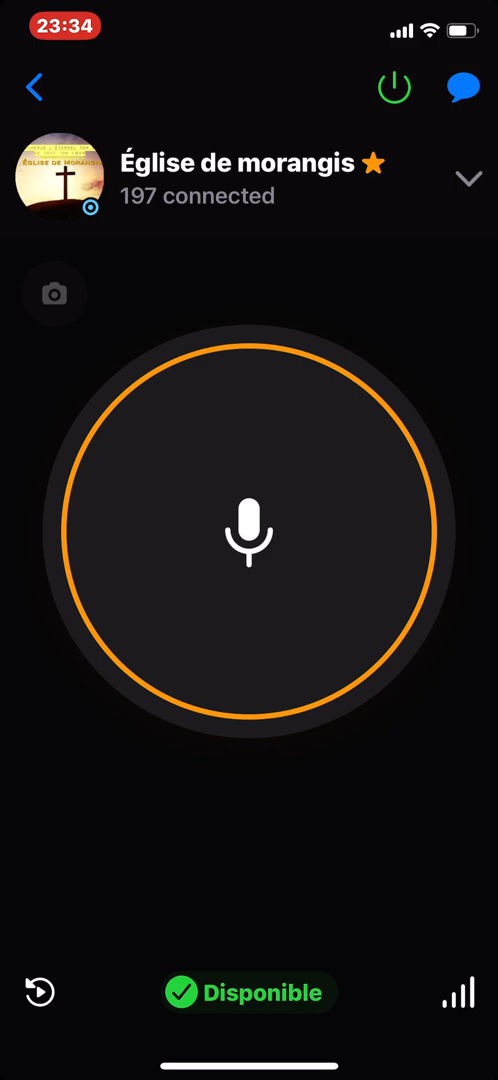 23:34
ÉGLISE DE MORANGIS
Église de morangis
197 connected
Disponible